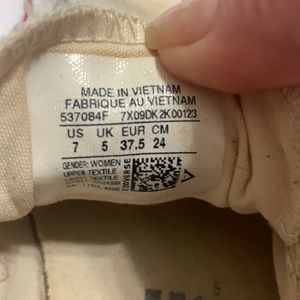 MADE IN VIETNAM
FABRIQUE AU VIETNAM
537084F 7X09DK2K00123
US UK EUR CM
7 5 37.5 24
GENDER: WOMEN
UPPER TEXTILE
CONVERSE